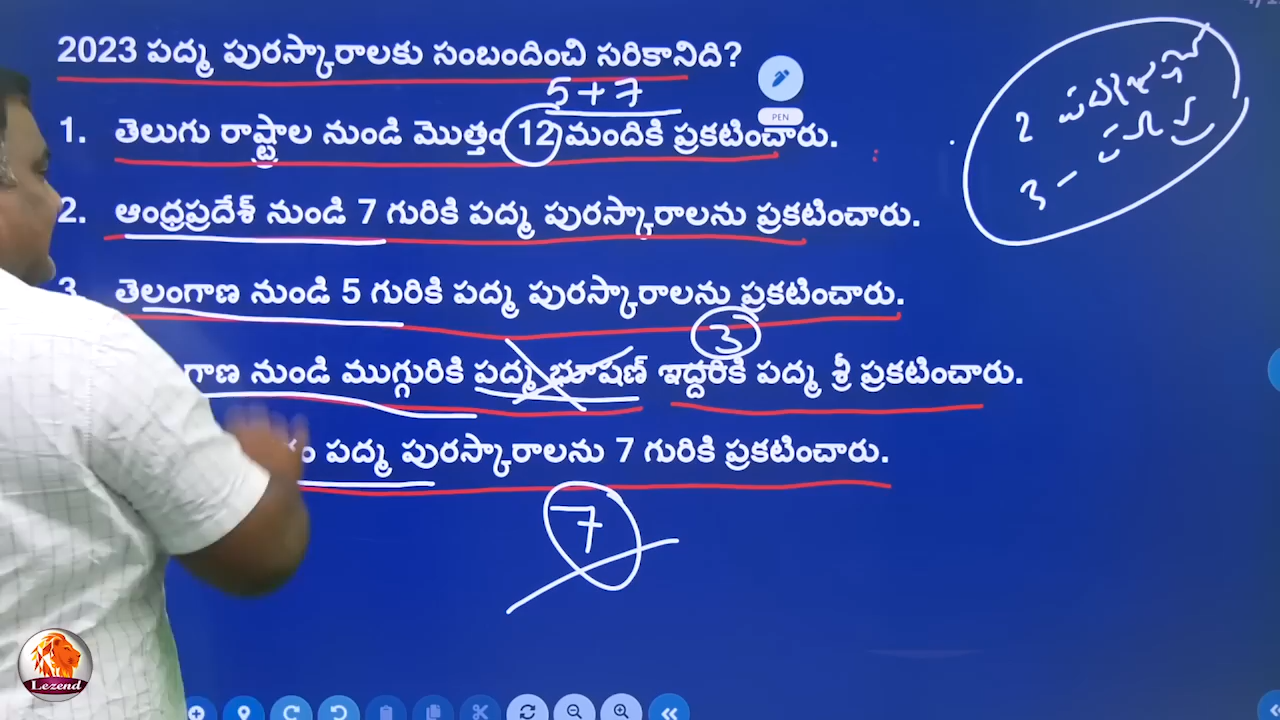 2023 పద్మ పురస్కారాలకు సంబందించి సరికానిది?
5+7
PEN
1. తెలుగు రాష్ట్రాల నుండి మొత్తం 12 మందికి ప్రకటించారు.
2
3 –
2. ఆంధ్రప్రదేశ్ నుండి 7 గురికి పద్మ పురస్కారాలను ప్రకటించారు.
3. తెలంగాణ నుండి 5 గురికి పద్మ పురస్కారాలను ప్రకటించారు.
3
గాణ నుండి ముగ్గురికి పద్మ భూషణ్ ఇద్దరికి పద్మ శ్రీ ప్రకటించారు.
పద్మ పురస్కారాలను 7 గురికి ప్రకటించారు.
7
Lezend